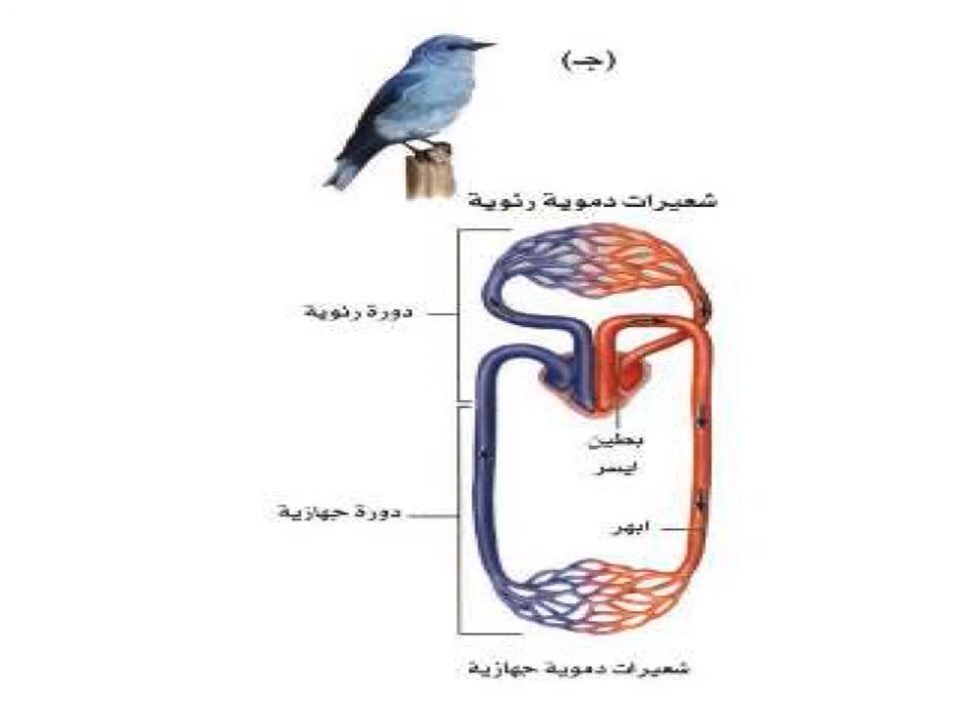 (جـ)
شعيرات دموية رئوية
دورة رئوية
بطين
ايسر
دورة جهازية
ابهر
شعيرات دموية جهازية